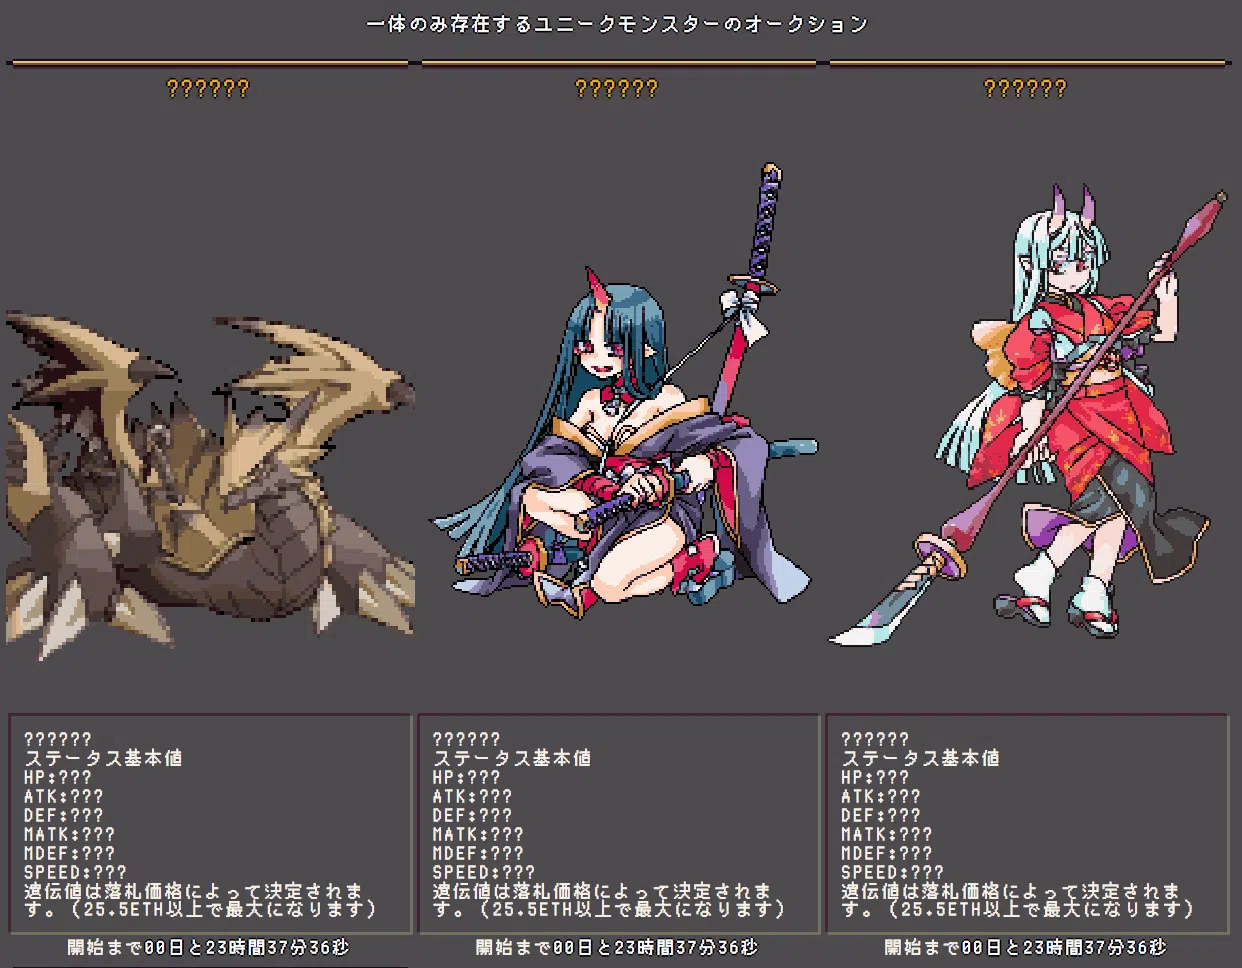 一体のみ存在するユニークモンスターのオークション
??????
??????
??????
??????
ステータス基本値
HP:???
ATK:???
DEF:???
MATK:???
MDEF:???
SPEED:???
遺伝値は落札価格によって決定されま
す。(25.5ETH以上で最大になります)
開始まで00日と23時間37分36秒
??????
ステータス基本値
HP:???
ATK:???
DEF:???
MATK:???
MDEF:???
SPEED:???
遺伝値は落札価格によって決定されま
す。(25.5ETH以上で最大になります)
開始まで00日と23時間37分36秒
??????
ステータス基本値
HP:???
ATK:???
DEF:???
MATK:???
MDEF:???
SPEED:???
遺伝値は落札価格によって決定されま
す。(25.5ETH以上で最大になります)
開始まで00日と23時間37分36秒